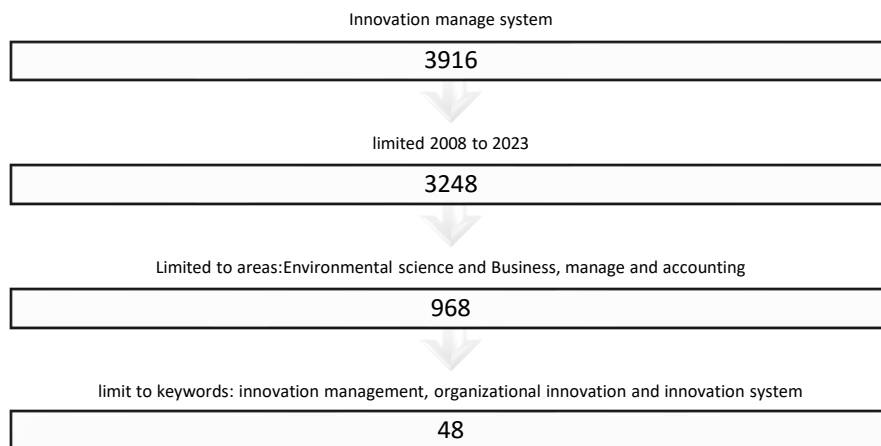 Innovation manage system
3916
limited 2008 to 2023
3248
Limited to areas:Environmental science and Business, manage and accounting
968
limit to keywords: innovation management, organizational innovation and innovation system
48